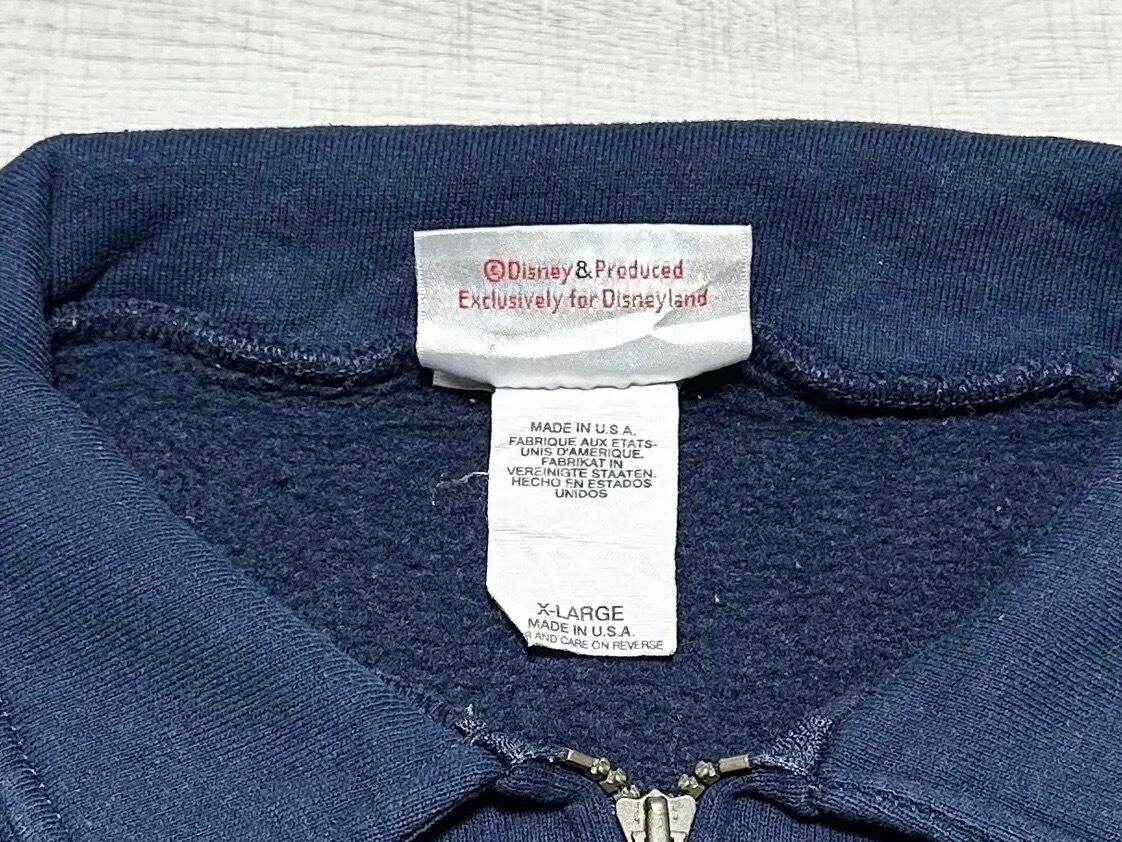 ©Disney&Produced
Exclusively for Disneyland
MADE IN U.S.A.
FABRIQUE AUX ETATS-
UNIS D'AMERIQUE.
FABRIKAT IN
VEREINIGTE STAATEN.
HECHO EN ESTADOS
UNIDOS
X-LARGE
MADE IN U.S.A.
AND CARE ON REVERSE